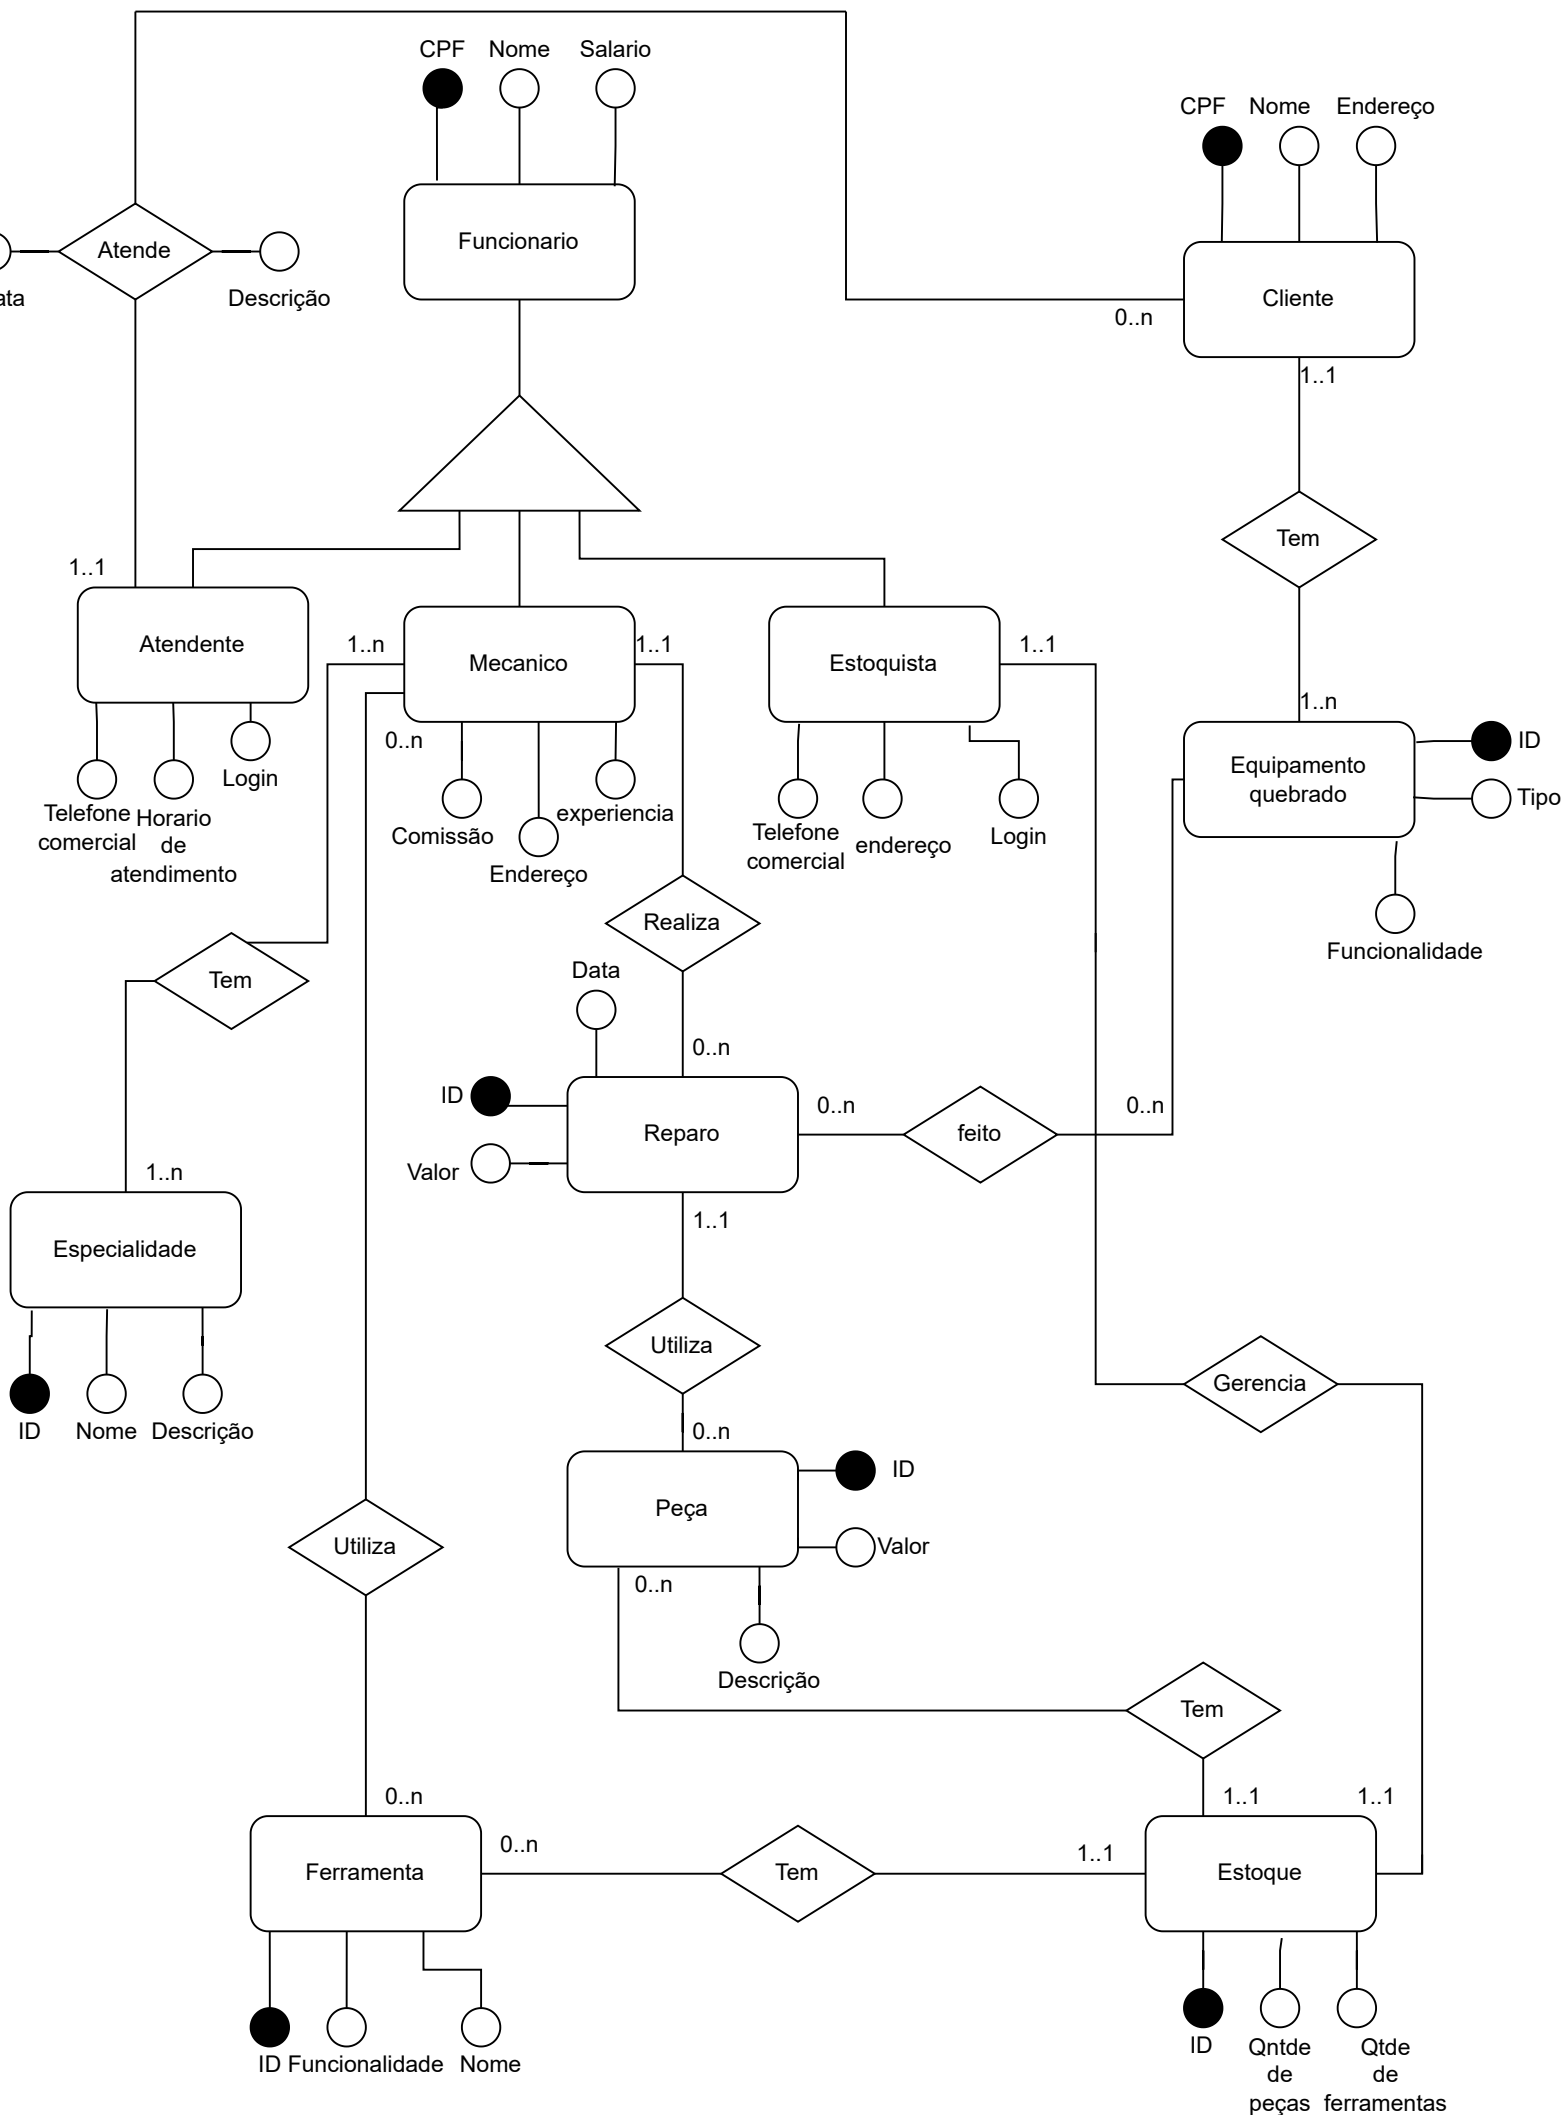 CPF Nome Salario
CPF Nome Endereço
Atende
Funcionario
ata
Descrição
Cliente
0..n
1..1
Tem
1..1
Atendente
1..n
Mecanico
1..1
Estoquista
1..1
1..n
0..n
Equipamento
quebrado
ID
Tipo
Login
Telefone
comercial
Horario
de
atendimento
Comissão
Endereço
experiencia
Telefone
comercial
endereço
Login
Funcionalidade
Realiza
Tem
Data
0..n
ID
Reparo
0..n
feito
0..n
Valor
1..n
1..1
Especialidade
Utiliza
Gerencia
ID Nome Descrição
0..n
Peça
ID
Valor
Utiliza
0..n
Descrição
Tem
0..n
1..1
1..1
0..n
1..1
Ferramenta
Tem
Estoque
ID Funcionalidade Nome
ID
Qntde
de
peças
Qtde
de
ferramentas